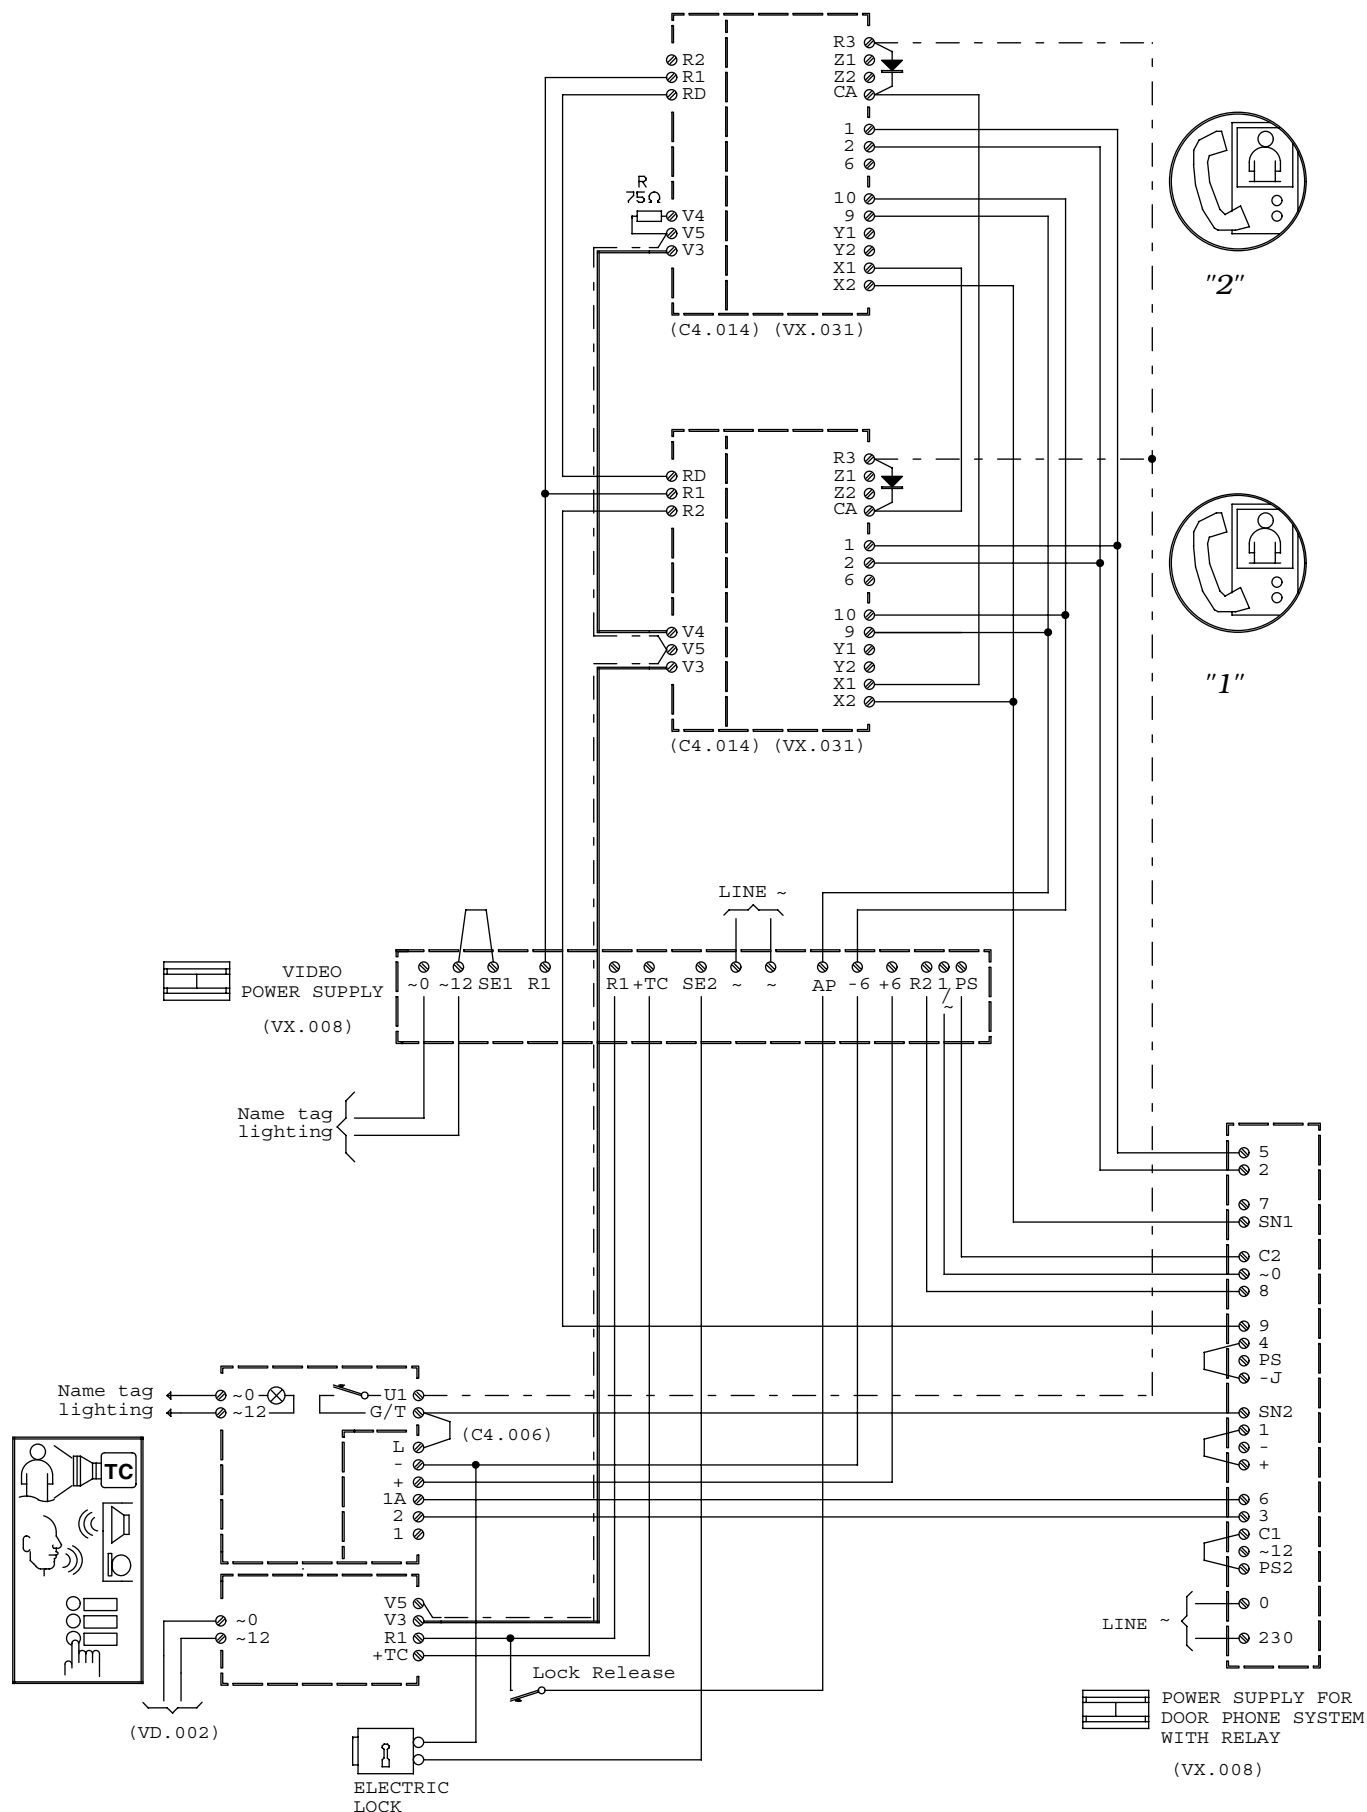 R2
R1
RD
R
75Ω
V4
V5
V3
R3
Z1
Z2
CA
1
2
6
10
9
Y1
Y2
X1
X2
(C4.014) (VX.031)
"2"
RD
R1
R2
V4
V5
V3
R3
Z1
Z2
CA
1
2
6
10
9
Y1
Y2
X1
X2
(C4.014) (VX.031)
"1"
LINE ~
VIDEO
POWER SUPPLY
(VX.008)
~0 ~12 SE1 R1 R1 +TC SE2 ~ ~ AP -6 +6 R2 1/~ PS
Name tag
lighting
5
2
7
SN1
C2
~0
8
9
4
PS
-J
SN2
1
-
+
6
3
C1
~12
PS2
0
230
LINE ~
POWER SUPPLY FOR
DOOR PHONE SYSTEM
WITH RELAY
(VX.008)
Name tag
lighting
~0
~12
U1
G/T
(C4.006)
L
-
+
1A
2
1
TC
V5
V3
R1
+TC
~0
~12
(VD.002)
Lock Release
ELECTRIC
LOCK